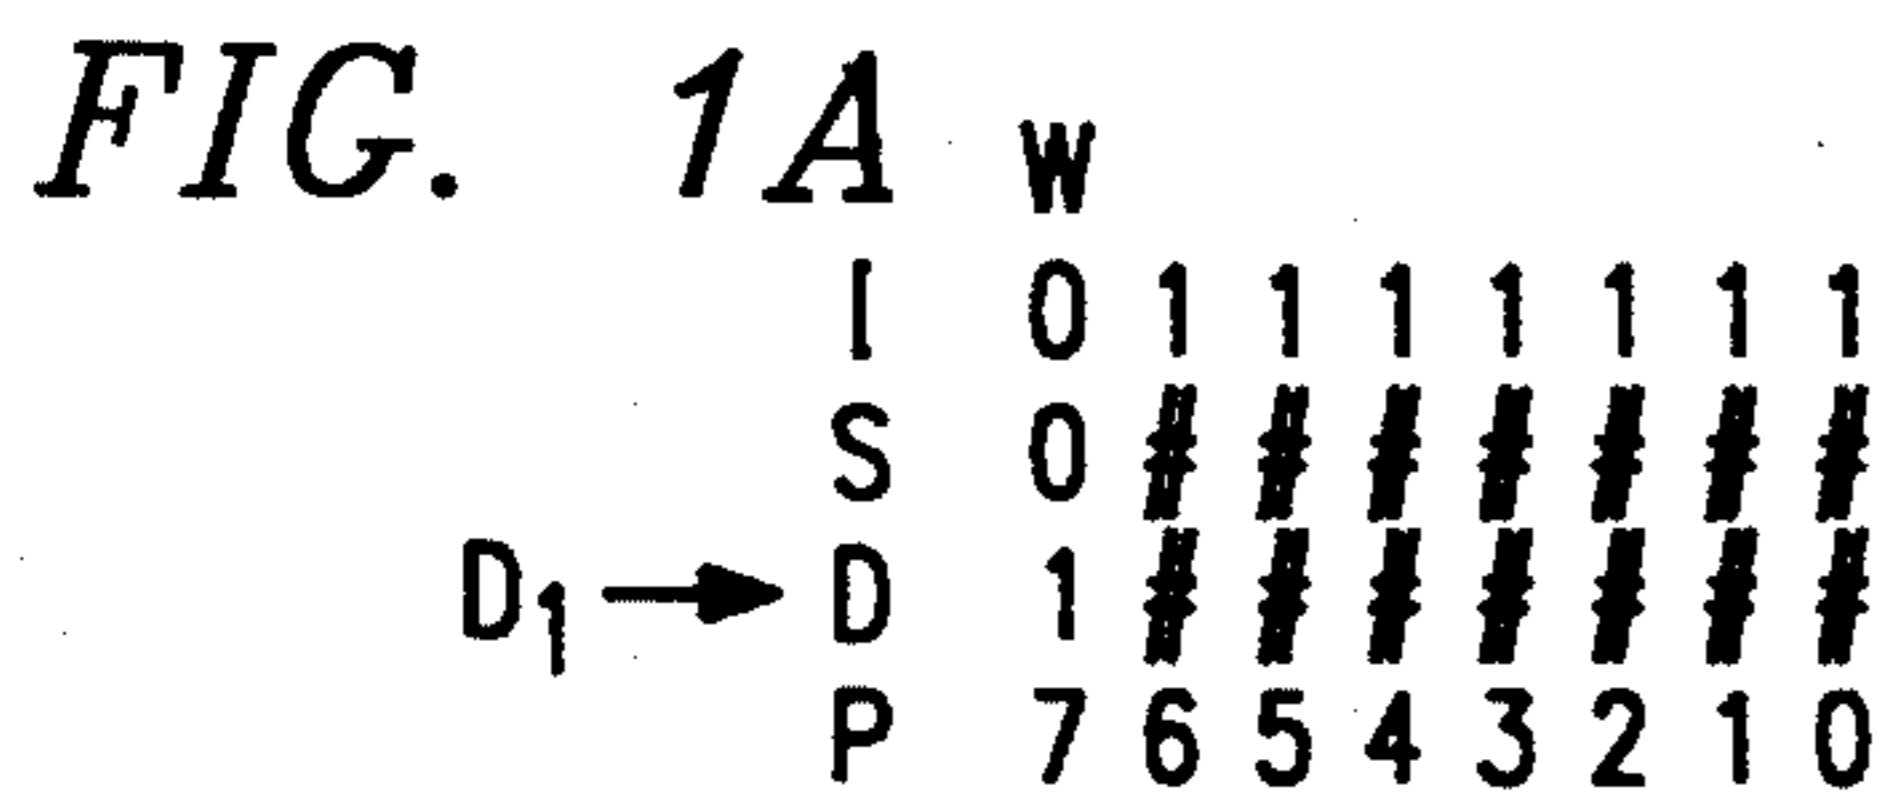 FIG. 1A
W
I 0 1 1 1 1 1 1 1
S 0 # # # # # # #
D1 → D 1 # # # # # # #
P 7 6 5 4 3 2 1 0